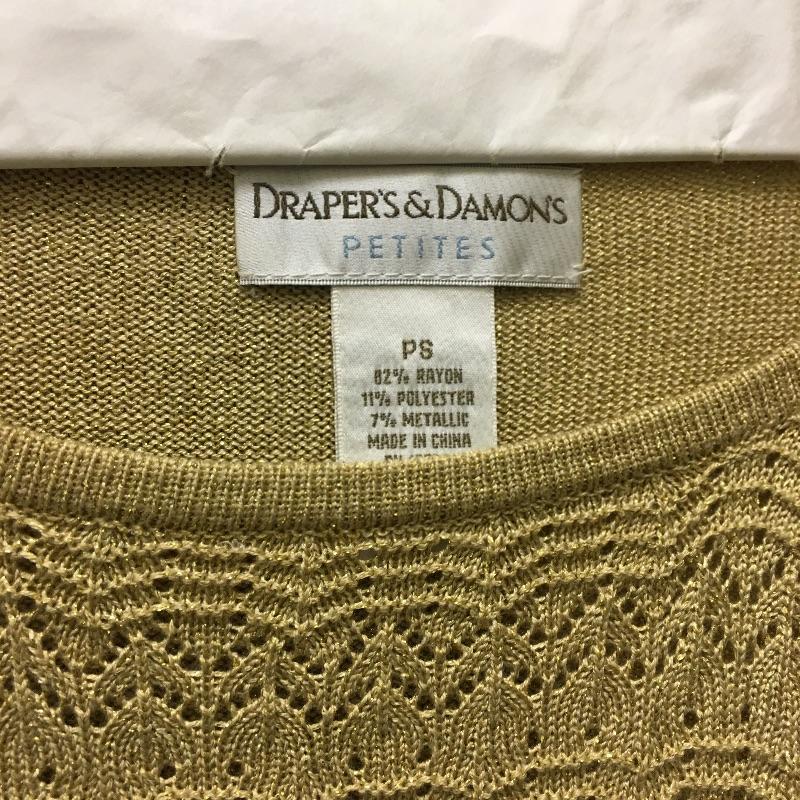 DRAPER'S & DAMON'S
PETITES
PS
82% RAYON
11% POLYESTER
7% METALLIC
MADE IN CHINA